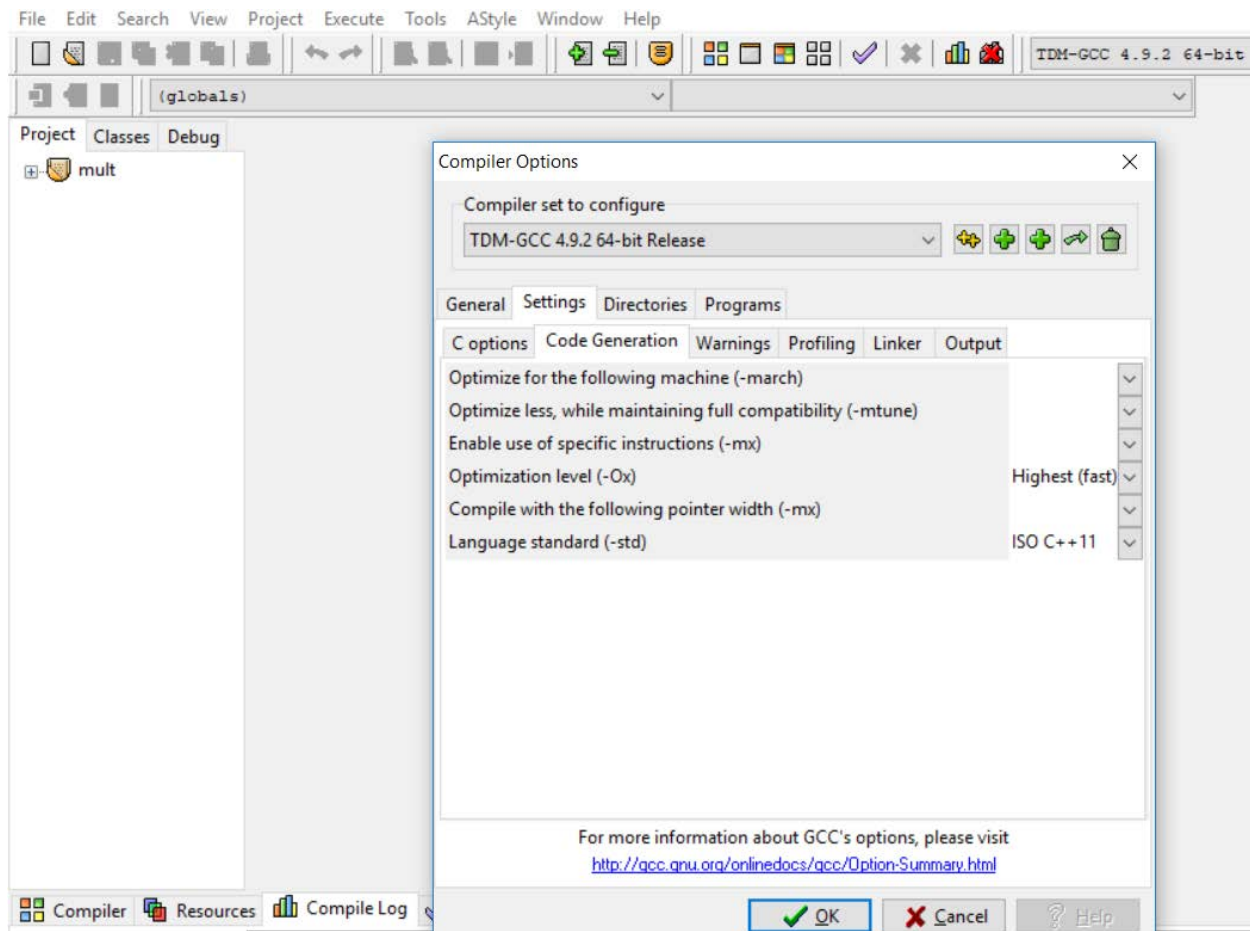 File Edit Search View Project Execute Tools AStyle Window Help
TDM-GCC 4.9.2 64-bit
(globals)
Project Classes Debug
mult
Compiler Options
Compiler set to configure
TDM-GCC 4.9.2 64-bit Release
General Settings Directories Programs
C options Code Generation Warnings Profiling Linker Output
Optimize for the following machine (-march)
Optimize less, while maintaining full compatibility (-mtune)
Enable use of specific instructions (-mx)
Optimization level (-Ox) Highest (fast)
Compile with the following pointer width (-mx)
Language standard (-std) ISO C++11
For more information about GCC's options, please visit
http://gcc.gnu.org/onlinedocs/gcc/Option-Summary.html
Compiler Resources Compile Log
OK Cancel Help